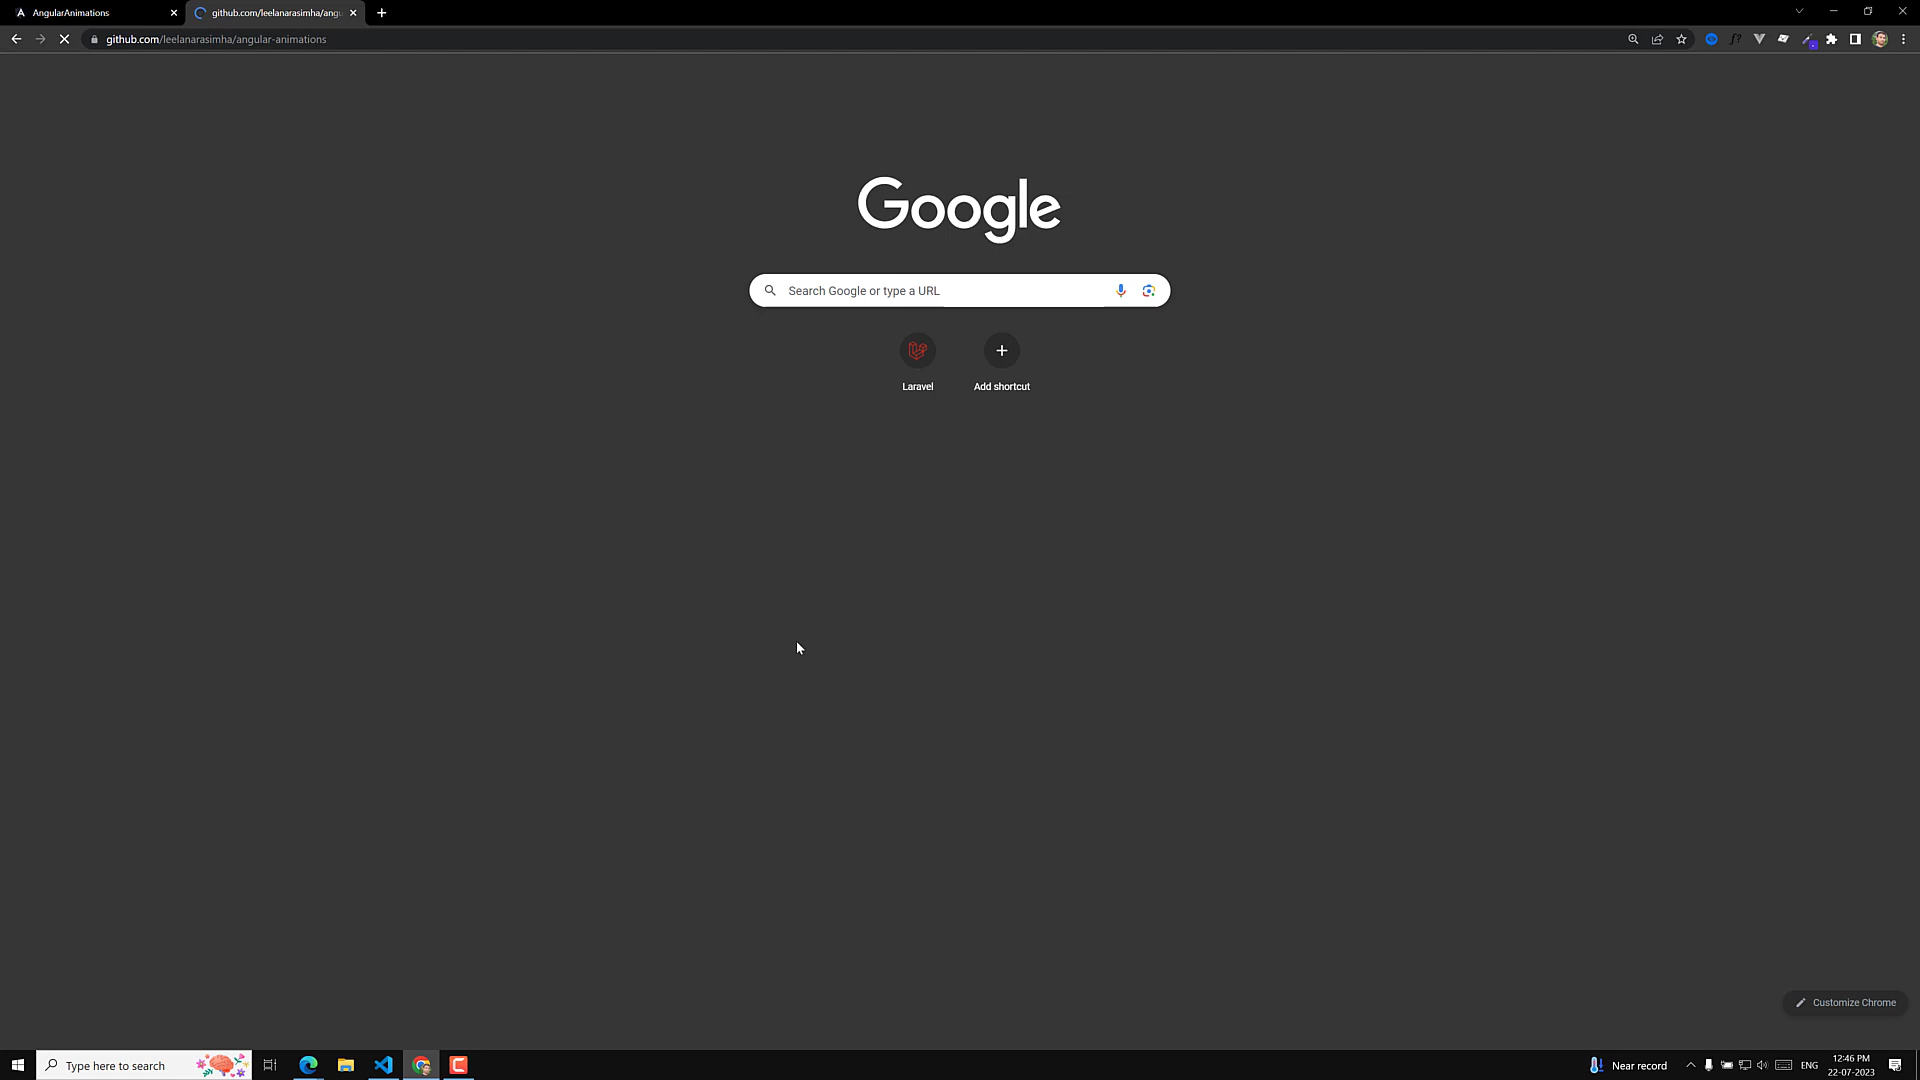 AngularAnimations
github.com/leelanarasimha/angu
github.com/leelanarasimha/angular-animations
Google
Search Google or type a URL
Laravel
Add shortcut
Customize Chrome
Type here to search
Near record
ENG
12:46 PM
22-07-2023